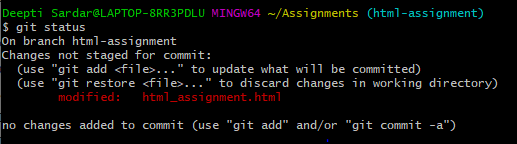 Deepti Sardar@LAPTOP-8RR3PDLU MINGW64 ~/Assignments (html-assignment)
$ git status
On branch html-assignment
Changes not staged for commit:
  (use "git add <file>..." to update what will be committed)
  (use "git restore <file>..." to discard changes in working directory)
        modified:   html_assignment.html

no changes added to commit (use "git add" and/or "git commit -a")